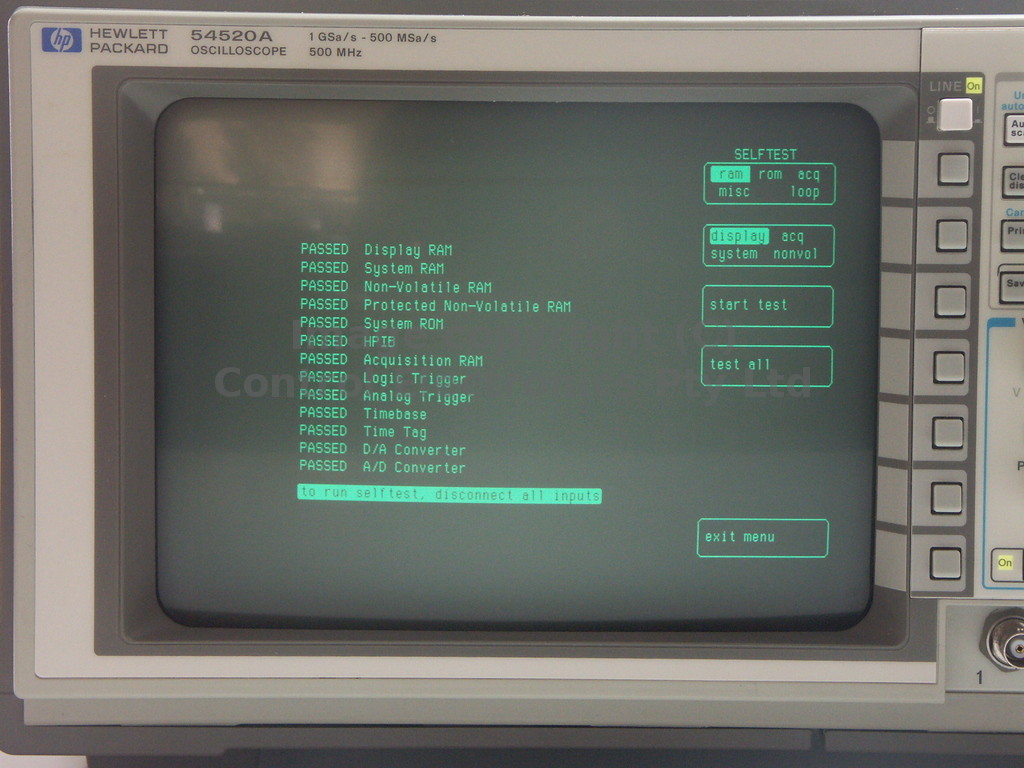 hp HEWLETT PACKARD
54520A
OSCILLOSCOPE
1 GSa/s - 500 MSa/s
500 MHz
LINE On
SELFTEST
ram rom acq
misc loop
display acq
system nonvol
start test
test all
PASSED Display RAM
PASSED System RAM
PASSED Non-Volatile RAM
PASSED Protected Non-Volatile RAM
PASSED System ROM
PASSED HPIB
PASSED Acquisition RAM
PASSED Logic Trigger
PASSED Analog Trigger
PASSED Timebase
PASSED Time Tag
PASSED D/A Converter
PASSED A/D Converter
to run selftest, disconnect all inputs
exit menu
On
1
Pty Ltd